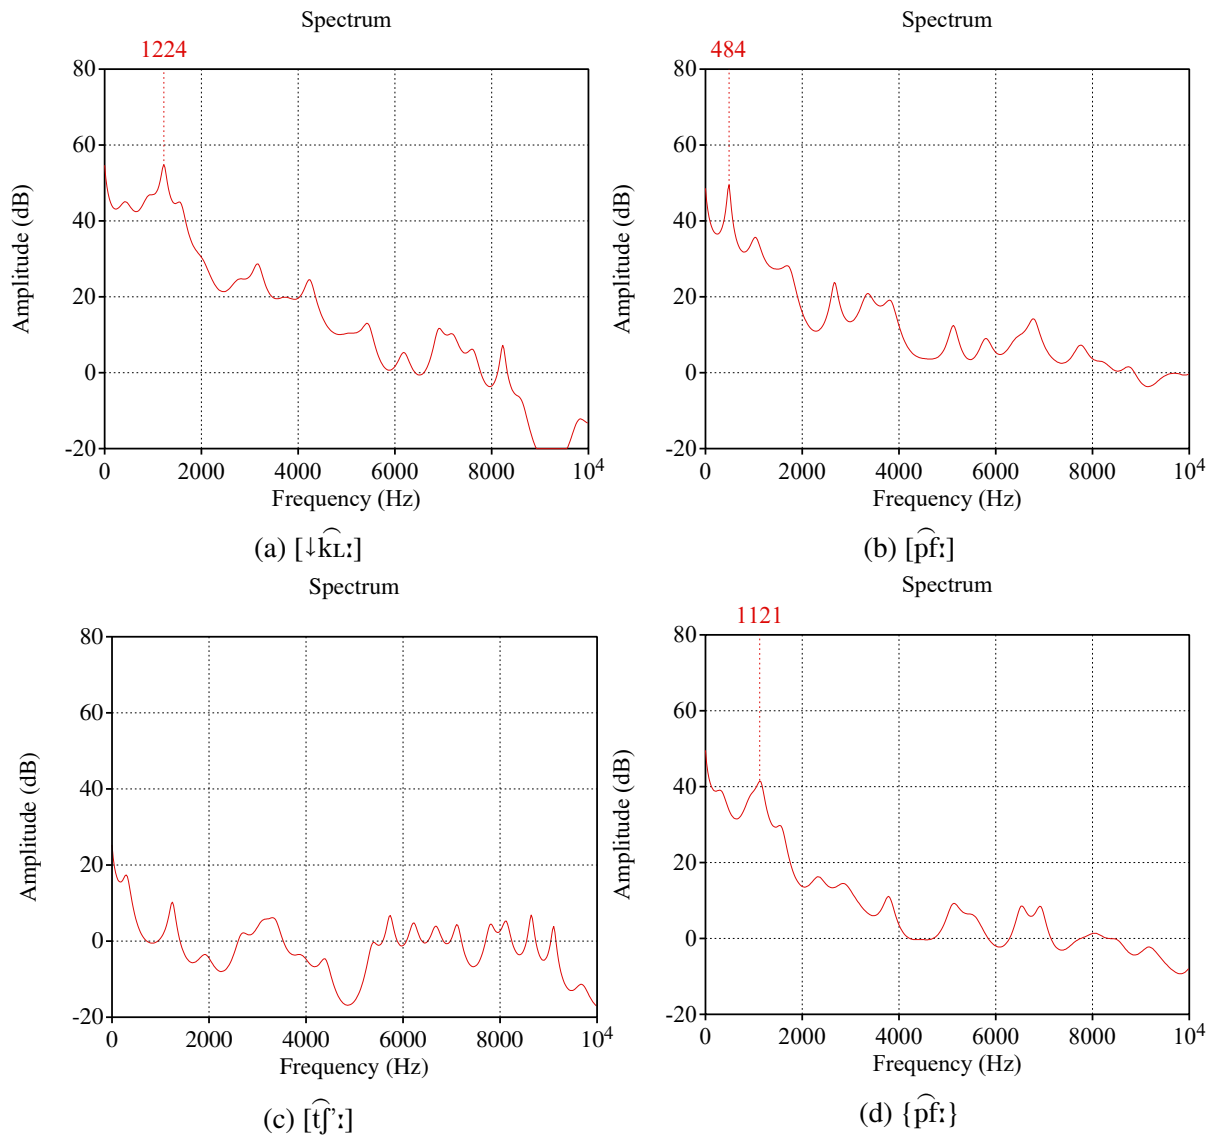 Spectrum
1224
80
60
40
20
0
-20
Amplitude (dB)
0 2000 4000 6000 8000 10⁴
Frequency (Hz)
(a) [↓k͡ʟː]
Spectrum
484
80
60
40
20
0
-20
Amplitude (dB)
0 2000 4000 6000 8000 10⁴
Frequency (Hz)
(b) [p͡fː]
Spectrum
80
60
40
20
0
-20
Amplitude (dB)
0 2000 4000 6000 8000 10⁴
Frequency (Hz)
(c) [t͡ʃ’ː]
Spectrum
1121
80
60
40
20
0
-20
Amplitude (dB)
0 2000 4000 6000 8000 10⁴
Frequency (Hz)
(d) {p͡fː}